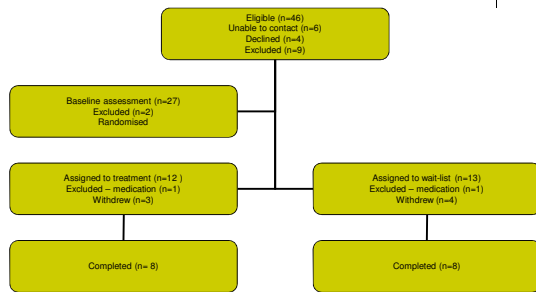 Eligible (n=46)
Unable to contact (n=6)
Declined (n=4)
Excluded (n=9)
Baseline assessment (n=27)
Excluded (n=2)
Randomised
Assigned to treatment (n=12 )
Excluded – medication (n=1)
Withdrew (n=3)
Assigned to wait-list (n=13)
Excluded – medication (n=1)
Withdrew (n=4)
Completed (n= 8)
Completed (n=8)